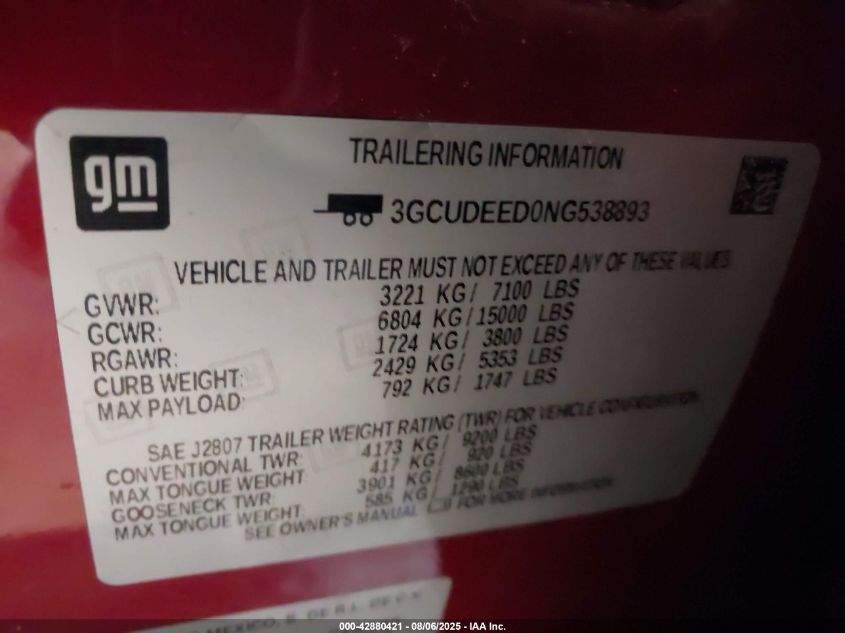 gm
TRAILERING INFORMATION
3GCUDEED0NG538893
VEHICLE AND TRAILER MUST NOT EXCEED ANY OF THESE VALUES
GVWR: 3221 KG/ 7100 LBS
GCWR: 6804 KG/15000 LBS
RGAWR: 1724 KG/ 3800 LBS
CURB WEIGHT: 2429 KG/ 5353 LBS
MAX PAYLOAD: 792 KG/ 1747 LBS
SAE J2807 TRAILER WEIGHT RATING (TWR) FOR VEHICLE CONFIGURATION
CONVENTIONAL TWR: 4173 KG/ 9200 LBS
MAX TONGUE WEIGHT: 417 KG/ 920 LBS
GOOSENECK TWR: 3901 KG/ 8600 LBS
MAX TONGUE WEIGHT: 585 KG/ 1290 LBS
SEE OWNER'S MANUAL FOR MORE INFORMATION.
MEXICO, S. DE R.L. DE C.V.
000-42880421 - 08/06/2025 - IAA Inc.